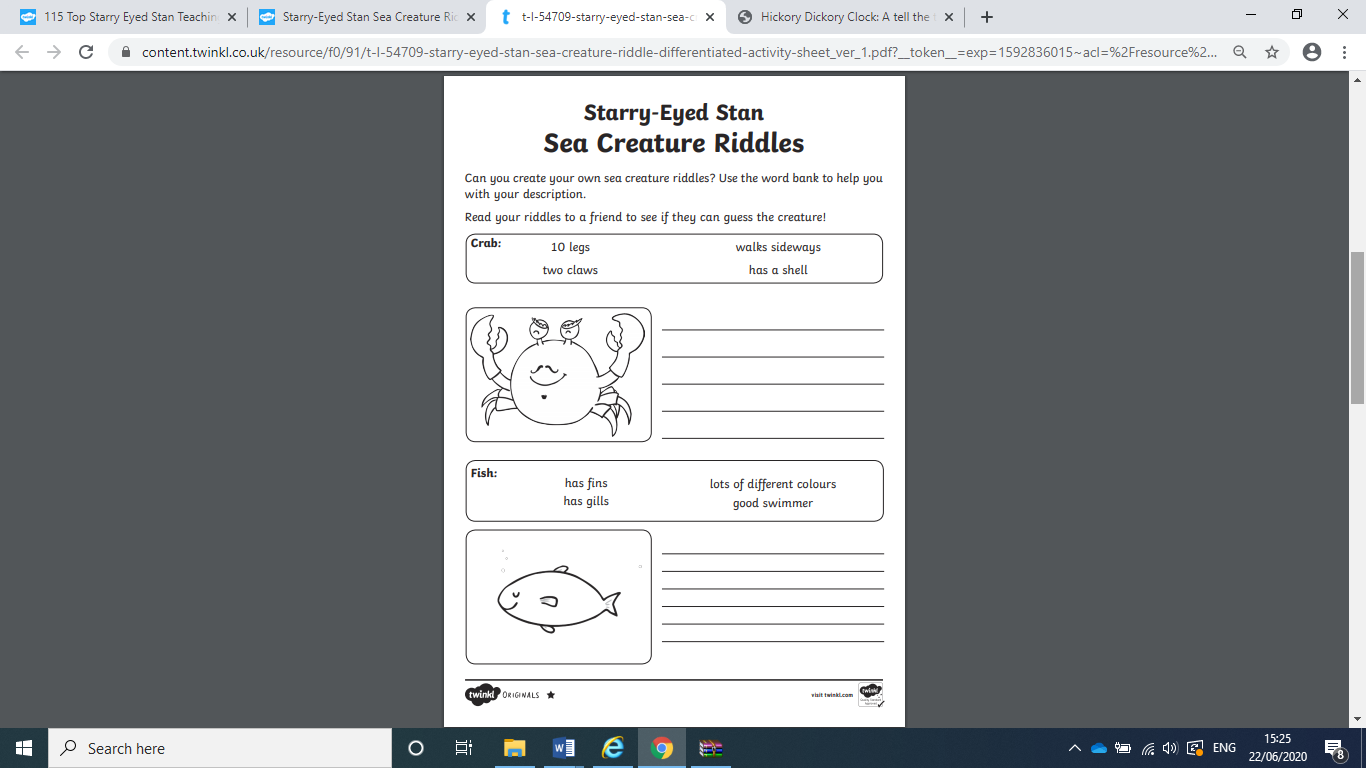 115 Top Starry Eyed Stan Teachin
Starry-Eyed Stan Sea Creature Ric
t-l-54709-starry-eyed-stan-sea-c
Hickory Dickory Clock: A tell the t
content.twinkl.co.uk/resource/f0/91/t-l-54709-starry-eyed-stan-sea-creature-riddle-differentiated-activity-sheet_ver_1.pdf?__token__=exp=1592836015~acl=%2Fresource%2...
Starry-Eyed Stan
Sea Creature Riddles
Can you create your own sea creature riddles? Use the word bank to help you
with your description.
Read your riddles to a friend to see if they can guess the creature!
Crab:
10 legs walks sideways
two claws has a shell
Fish:
has fins lots of different colours
has gills good swimmer
twinkl ORIGINALS
visit twinkl.com
twinkl
Search here
ENG
15:25
22/06/2020
8